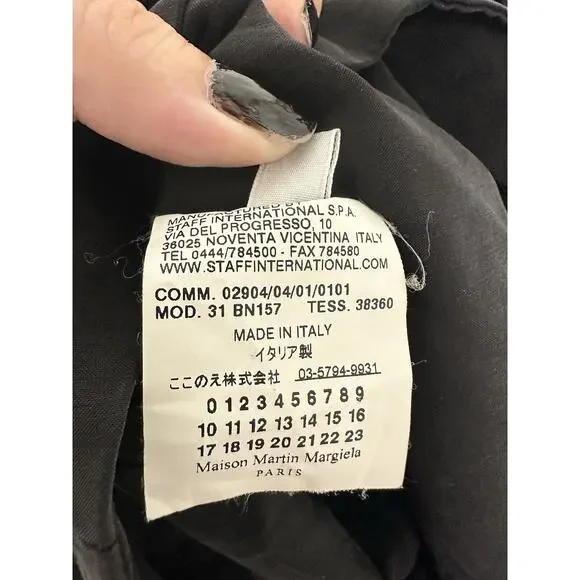 MANUFACTURED BY
STAFF INTERNATIONAL S.P.A.
VIA DEL PROGRESSO, 10
36025 NOVENTA VICENTINA ITALY
TEL 0444/784500 - FAX 784580
WWW.STAFFINTERNATIONAL.COM
COMM. 02904/04/01/0101
MOD. 31 BN157 TESS. 38360
MADE IN ITALY
イタリア製
ここのえ株式会社 03-5794-9931
0 1 2 3 4 5 6 7 8 9
10 11 12 13 14 15 16
17 18 19 20 21 22 23
Maison Martin Margiela
PARIS